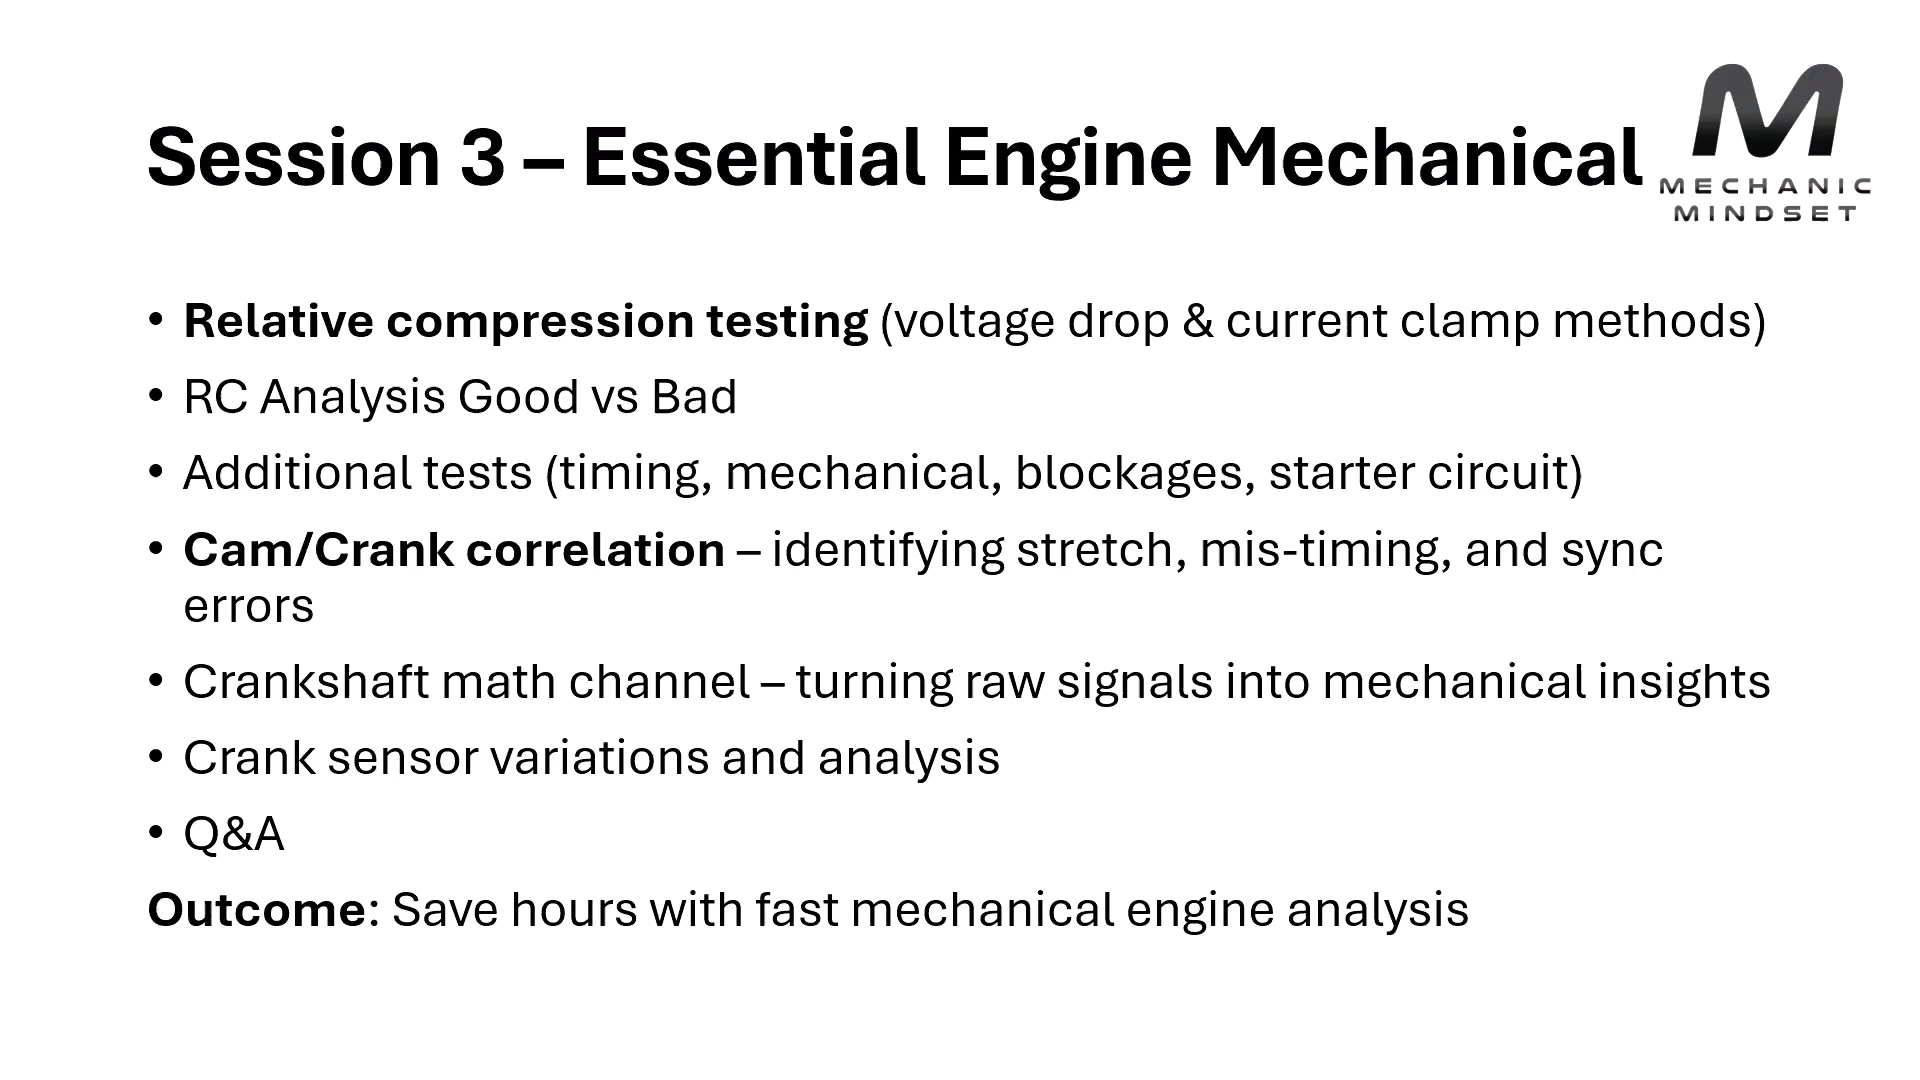 Session 3 – Essential Engine Mechanical
MECHANIC
MINDSET
• Relative compression testing (voltage drop & current clamp methods)
• RC Analysis Good vs Bad
• Additional tests (timing, mechanical, blockages, starter circuit)
• Cam/Crank correlation – identifying stretch, mis-timing, and sync
errors
• Crankshaft math channel – turning raw signals into mechanical insights
• Crank sensor variations and analysis
• Q&A
Outcome: Save hours with fast mechanical engine analysis